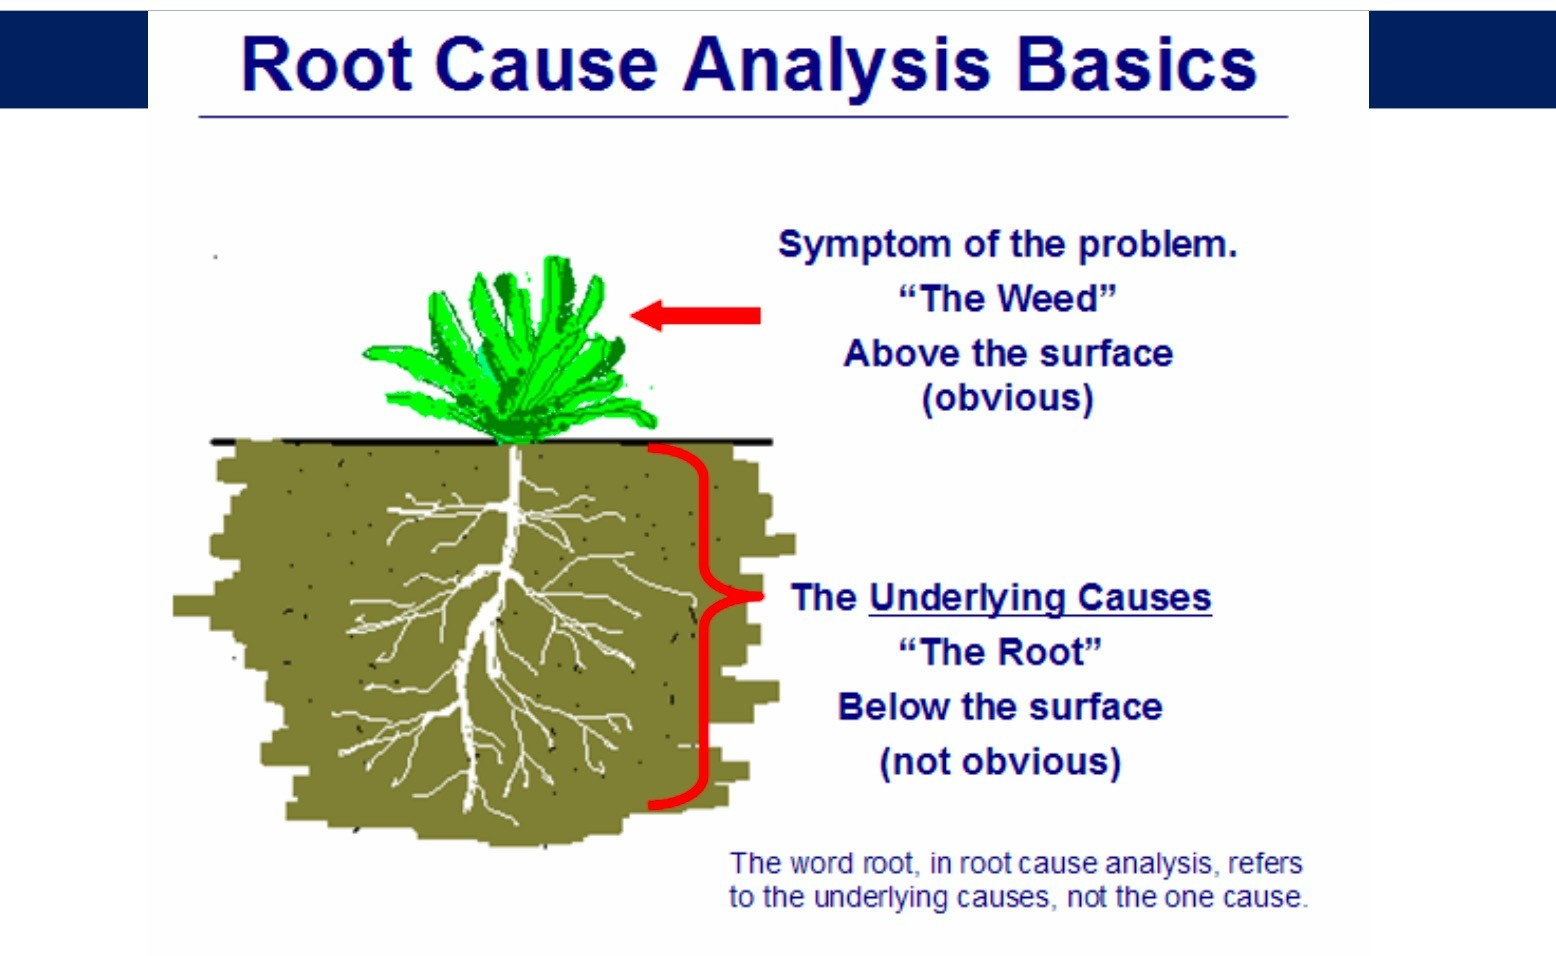 Root Cause Analysis Basics
Symptom of the problem.
“The Weed”
Above the surface
(obvious)
The Underlying Causes
“The Root”
Below the surface
(not obvious)
The word root, in root cause analysis, refers
to the underlying causes, not the one cause.